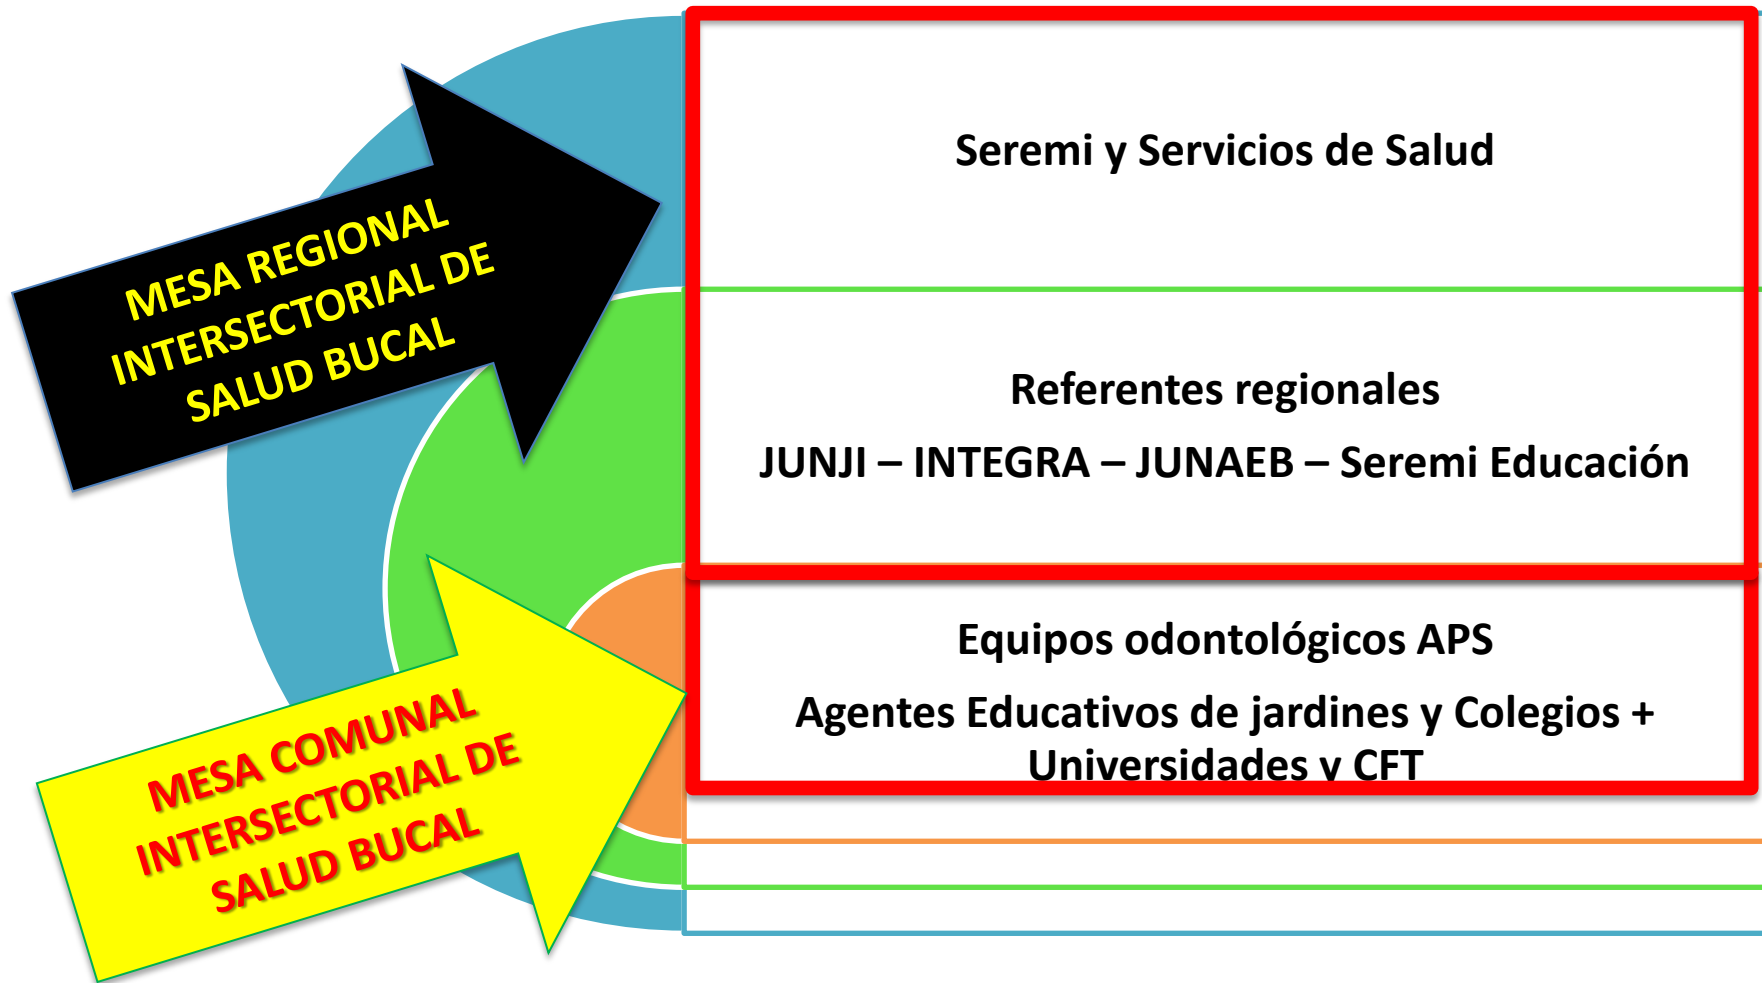 MESA REGIONAL
INTERSECTORIAL DE
SALUD BUCAL
Seremi y Servicios de Salud
Referentes regionales
JUNJI – INTEGRA – JUNAEB – Seremi Educación
MESA COMUNAL
INTERSECTORIAL DE
SALUD BUCAL
Equipos odontológicos APS
Agentes Educativos de jardines y Colegios +
Universidades y CFT